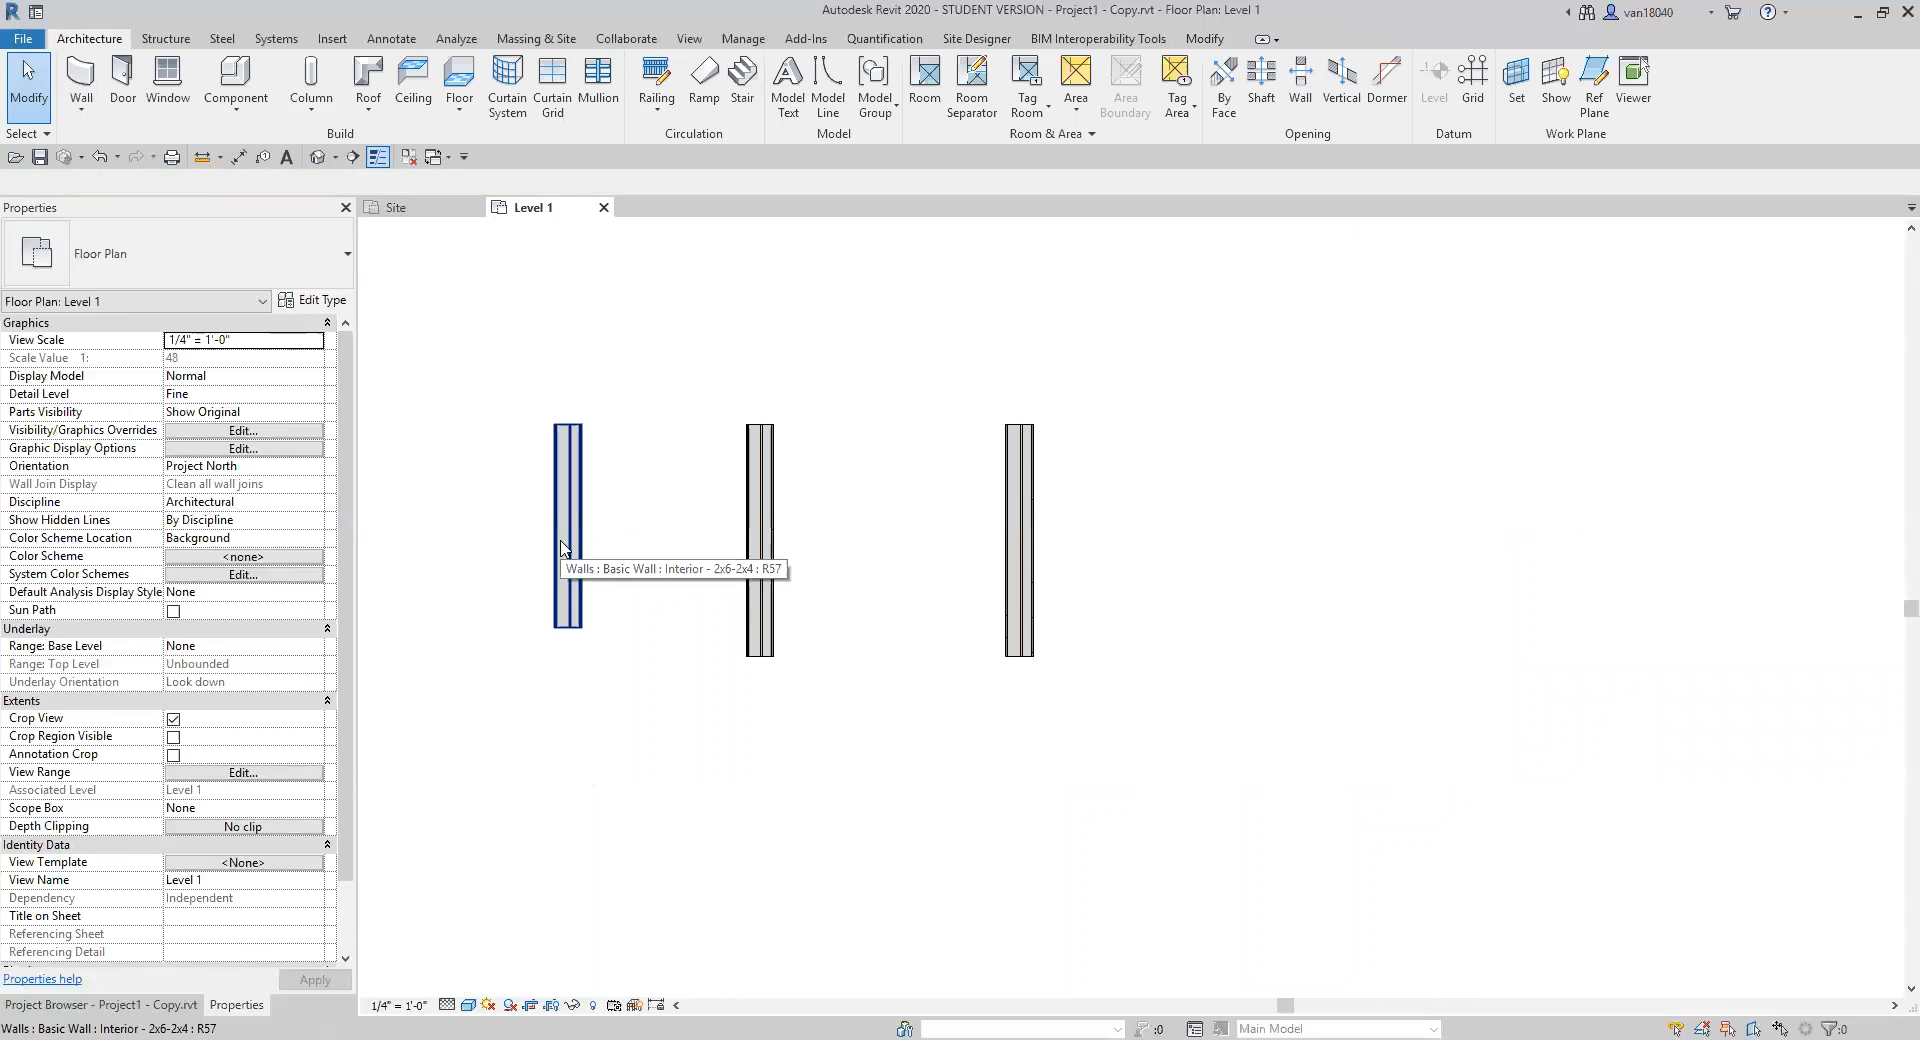 Autodesk Revit 2020 - STUDENT VERSION - Project1 - Copy.rvt - Floor Plan: Level 1
van18040
File Architecture Structure Steel Systems Insert Annotate Analyze Massing & Site Collaborate View Manage Add-Ins Quantification Site Designer BIM Interoperability Tools Modify
Modify Wall Door Window Component Column Roof Ceiling Floor Curtain System Curtain Grid Mullion Railing Ramp Stair Model Text Model Line Model Group Room Room Separator Tag Room Area Area Boundary Tag Area By Face Shaft Wall Vertical Dormer Level Grid Set Show Ref Plane Viewer
Select Build Circulation Model Room & Area Opening Datum Work Plane
Properties
Site
Level 1
Floor Plan
Floor Plan: Level 1
Edit Type
Graphics
View Scale 1/4" = 1'-0"
Scale Value 1: 48
Display Model Normal
Detail Level Fine
Parts Visibility Show Original
Visibility/Graphics Overrides Edit...
Graphic Display Options Edit...
Orientation Project North
Wall Join Display Clean all wall joins
Discipline Architectural
Show Hidden Lines By Discipline
Color Scheme Location Background
Color Scheme <none>
System Color Schemes Edit...
Default Analysis Display Style None
Sun Path
Underlay
Range: Base Level None
Range: Top Level Unbounded
Underlay Orientation Look down
Extents
Crop View
Crop Region Visible
Annotation Crop
View Range Edit...
Associated Level Level 1
Scope Box None
Depth Clipping No clip
Identity Data
View Template <None>
View Name Level 1
Dependency Independent
Title on Sheet
Referencing Sheet
Referencing Detail
Properties help
Apply
Walls : Basic Wall : Interior - 2x6-2x4 : R57
Project Browser - Project1 - Copy.rvt Properties
1/4" = 1'-0"
Walls : Basic Wall : Interior - 2x6-2x4 : R57
:0
Main Model
:0